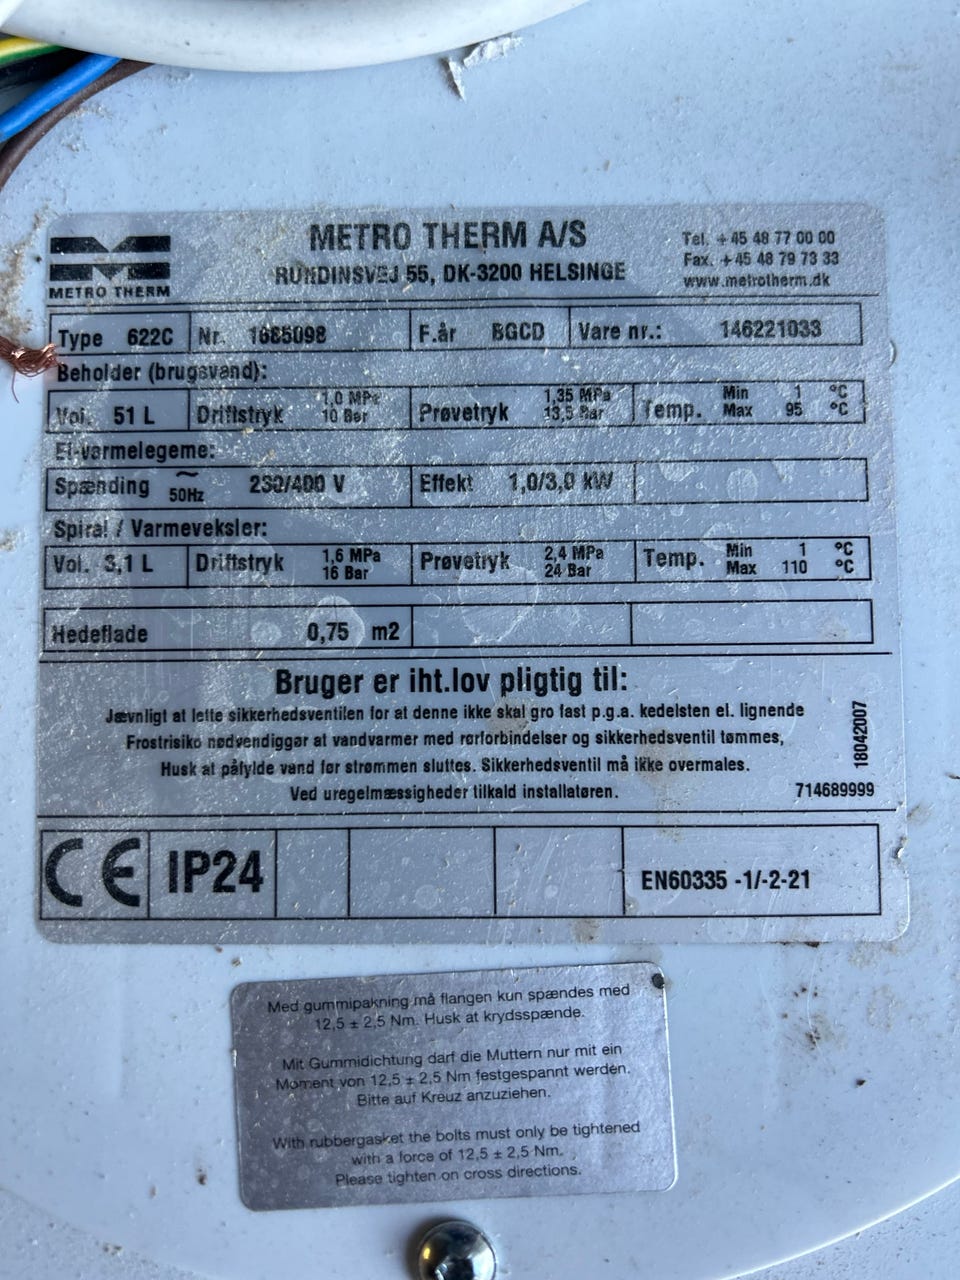 METRO THERM
METRO THERM A/S
RUNDINSVEJ 55, DK-3200 HELSINGE
Tel. +45 48 77 00 00
Fax. +45 48 79 73 33
www.metrotherm.dk
Type 622C Nr. 1685098 F.år BGCD Vare nr.: 146221033
Beholder (brugsvand):
Vol. 51 L Driftstryk 1,0 MPa 10 Bar Prøvetryk 1,35 MPa 13,5 Bar Temp. Min 1 °C Max 95 °C
El-varmelegeme:
Spænding ~ 50Hz 230/400 V Effekt 1,0/3,0 kW
Spiral / Varmeveksler:
Vol. 3,1 L Driftstryk 1,6 MPa 16 Bar Prøvetryk 2,4 MPa 24 Bar Temp. Min 1 °C Max 110 °C
Hedeflade 0,75 m2
Bruger er iht.lov pligtig til:
Jævnligt at lette sikkerhedsventilen for at denne ikke skal gro fast p.g.a. kedelsten el. lignende
Frostrisiko nødvendiggør at vandvarmer med rørforbindelser og sikkerhedsventil tømmes,
Husk at påfylde vand før strømmen sluttes. Sikkerhedsventil må ikke overmales.
Ved uregelmæssigheder tilkald installatøren.
18042007
714689999
CE IP24 EN60335 -1/-2-21
Med gummipakning må flangen kun spændes med
12,5 ± 2,5 Nm. Husk at krydsspænde.
Mit Gummidichtung darf die Muttern nur mit ein
Moment von 12,5 ± 2,5 Nm festgespannt werden.
Bitte auf Kreuz anzuziehen.
With rubbergasket the bolts must only be tightened
with a force of 12,5 ± 2,5 Nm.
Please tighten on cross directions.